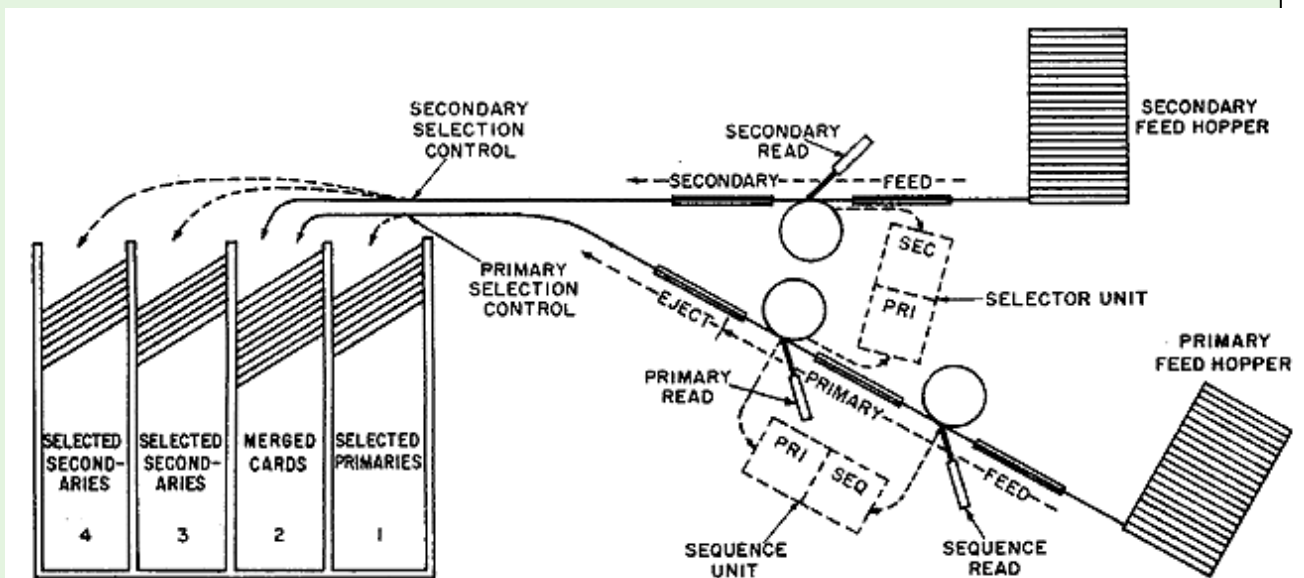 SECONDARY
SELECTION
CONTROL
SECONDARY
READ
SECONDARY
FEED HOPPER
SECONDARY
FEED
SEC
PRI
SELECTOR UNIT
PRIMARY
SELECTION
CONTROL
EJECT
PRIMARY
FEED HOPPER
PRIMARY
READ
PRIMARY
FEED
PRI
SEQ
SEQUENCE
UNIT
SEQUENCE
READ
SELECTED
SECOND-
ARIES
4
SELECTED
SECOND-
ARIES
3
MERGED
CARDS
2
SELECTED
PRIMARIES
1